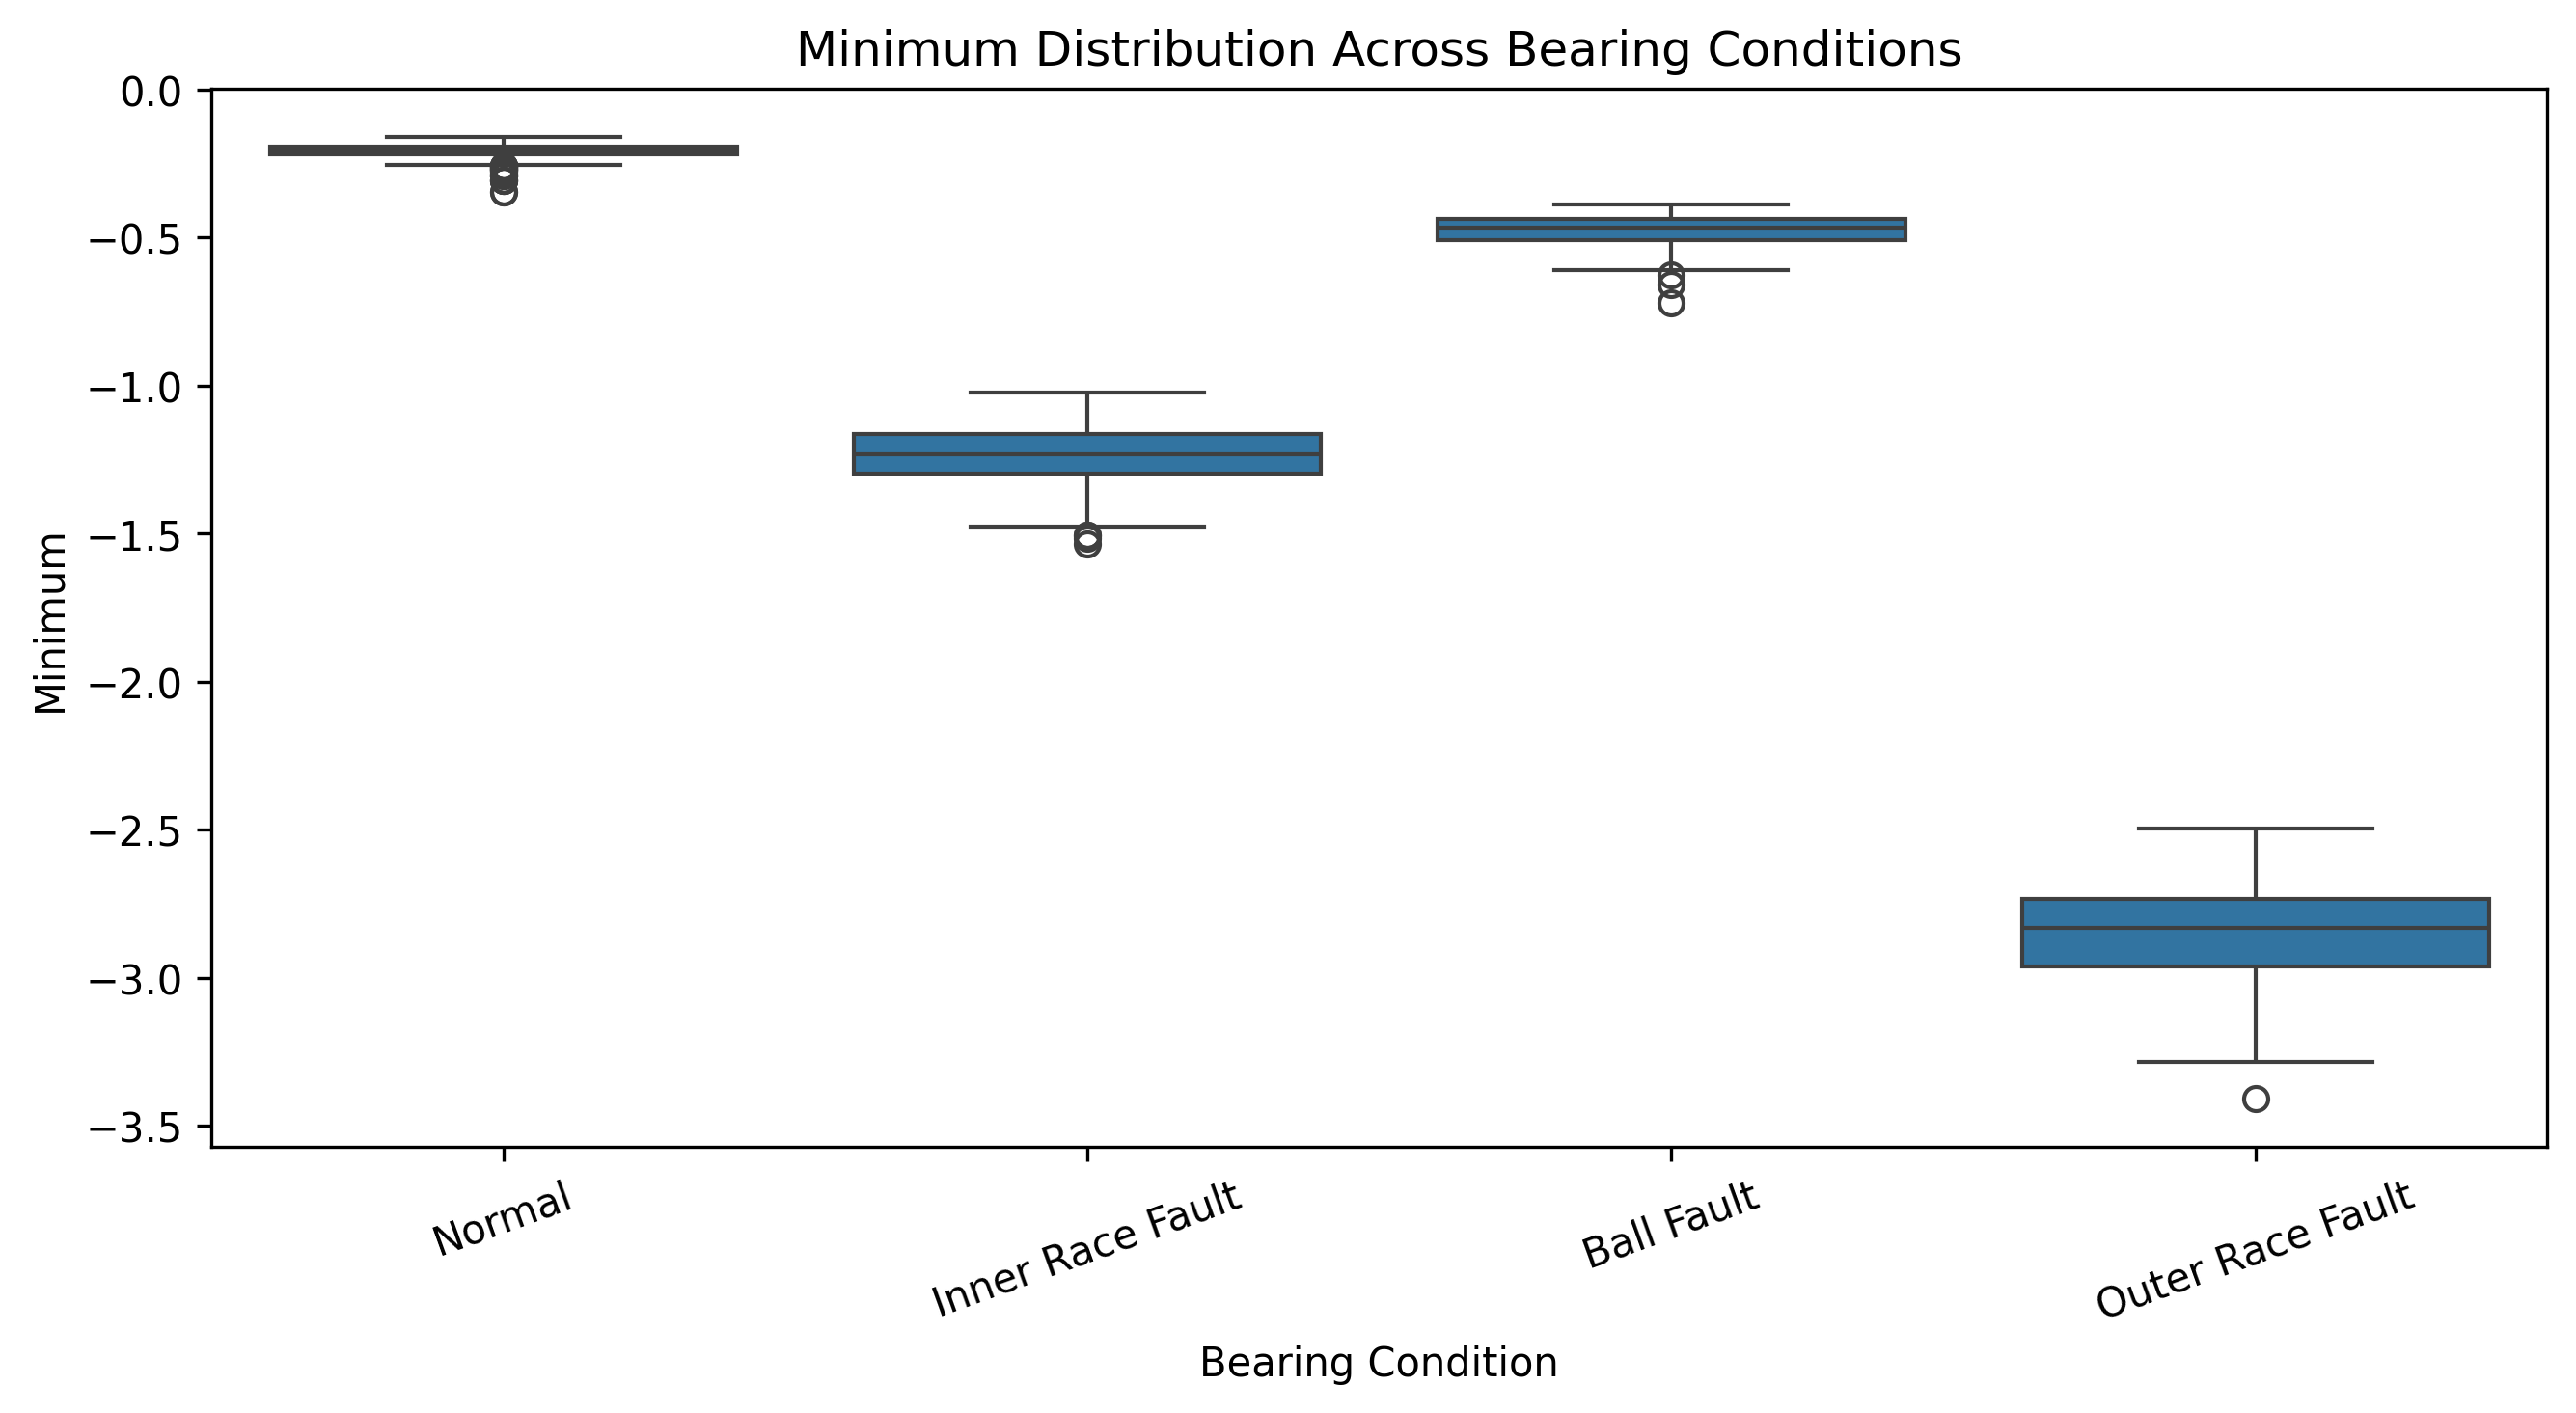 Minimum Distribution Across Bearing Conditions
0.0
−0.5
−1.0
−1.5
−2.0
−2.5
−3.0
−3.5
Minimum
Normal
Inner Race Fault
Ball Fault
Outer Race Fault
Bearing Condition